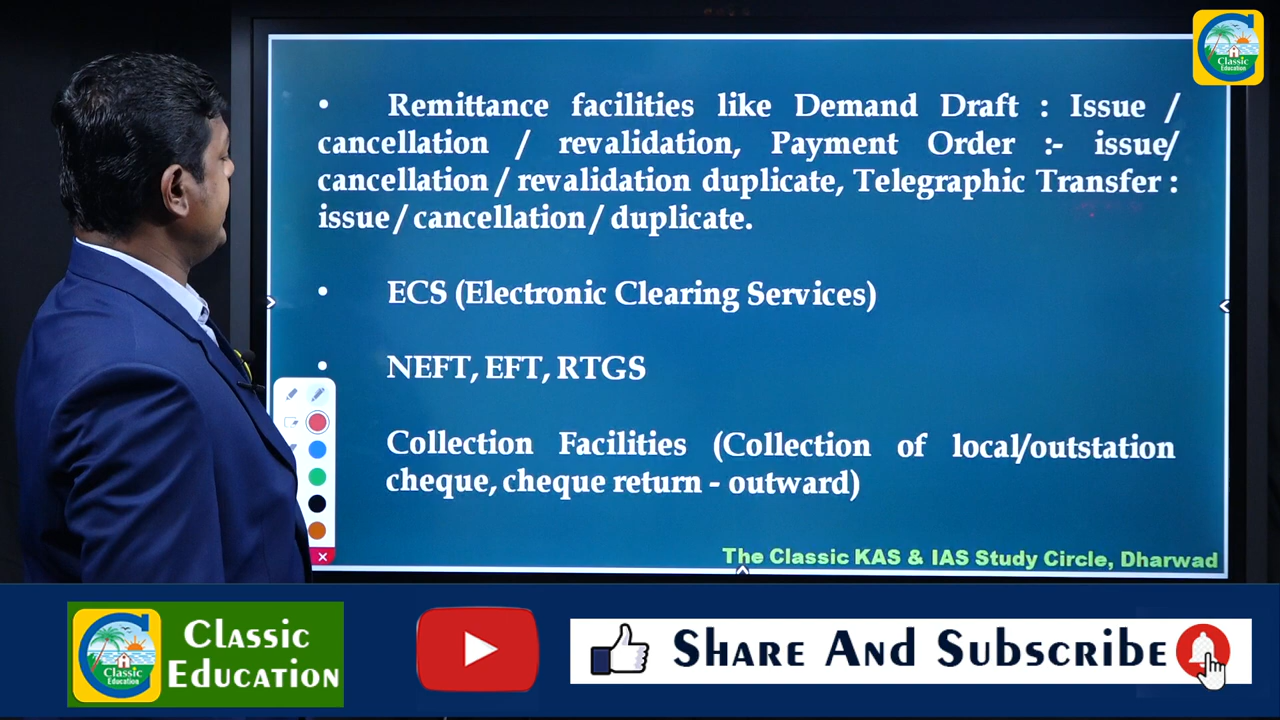 Classic
Education
• Remittance facilities like Demand Draft : Issue /
cancellation / revalidation, Payment Order :- issue/
cancellation / revalidation duplicate, Telegraphic Transfer :
issue / cancellation / duplicate.
• ECS (Electronic Clearing Services)
• NEFT, EFT, RTGS
Collection Facilities (Collection of local/outstation
cheque, cheque return - outward)
The Classic KAS & IAS Study Circle, Dharwad
Classic
Education
Classic
Education
Share And Subscribe